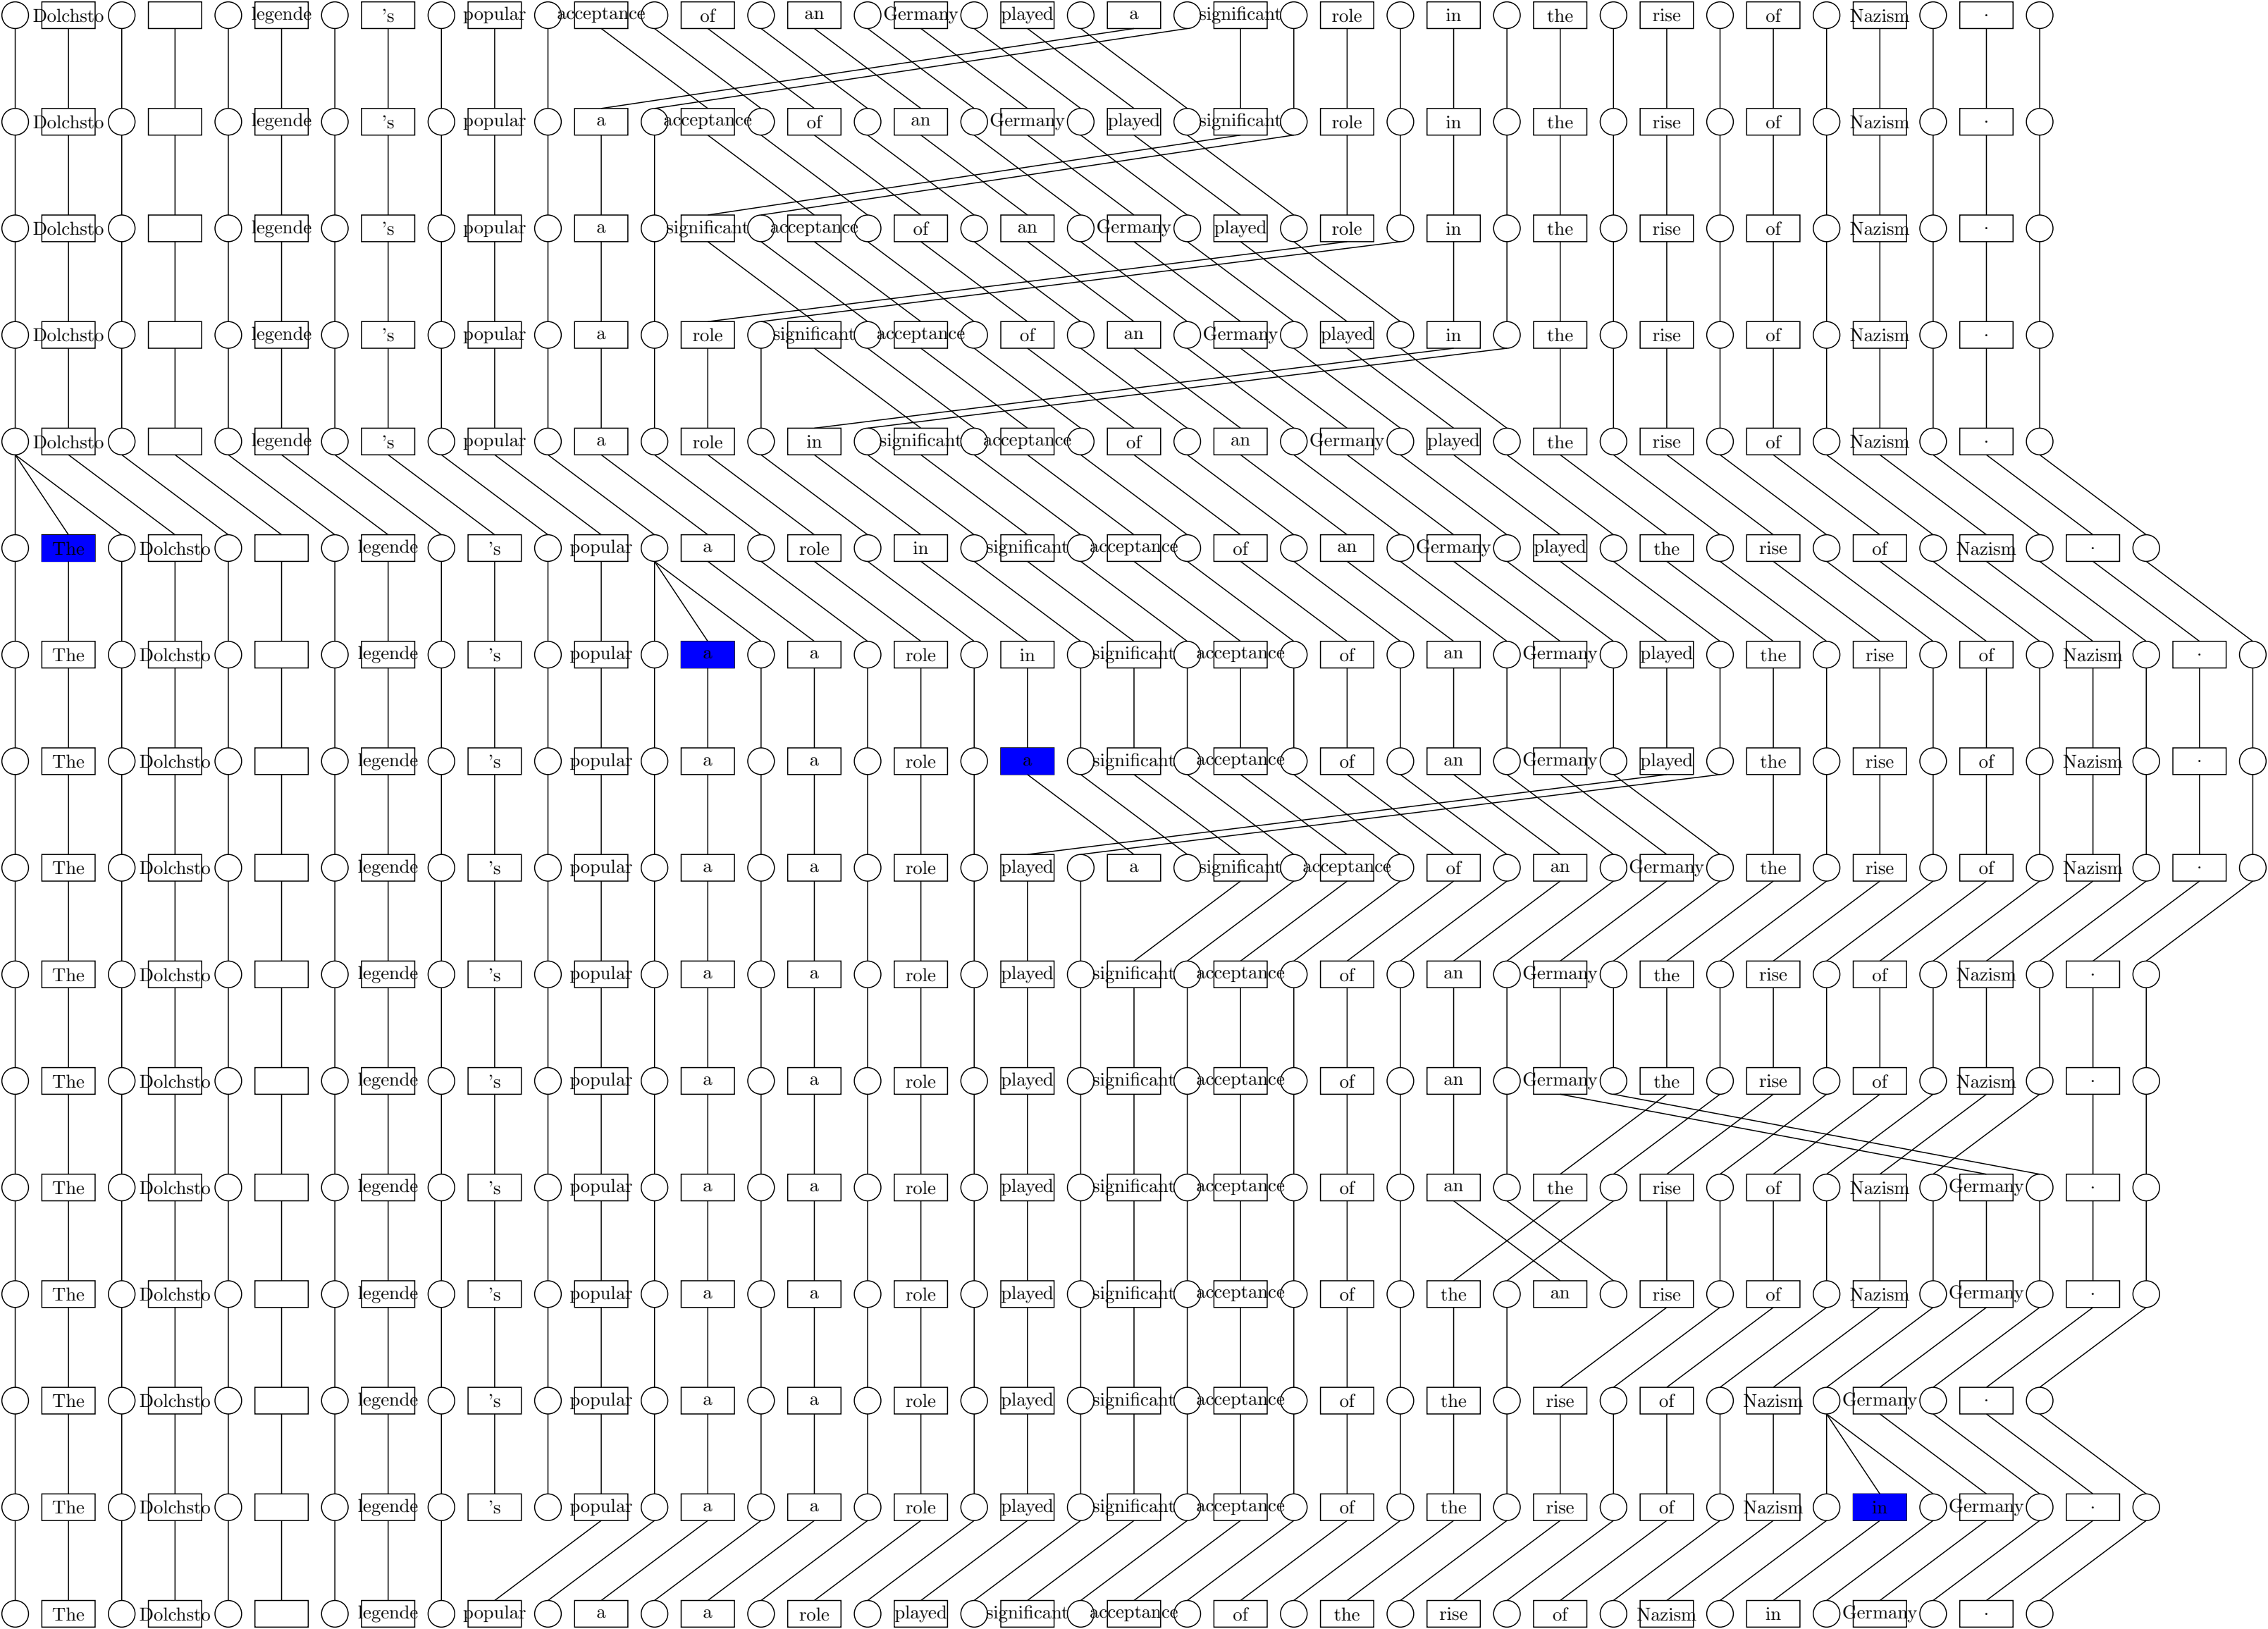 Dolchsto legende 's popular acceptance of an Germany played a significant role in the rise of Nazism .
Dolchsto legende 's popular a acceptance of an Germany played significant role in the rise of Nazism .
Dolchsto legende 's popular a significant acceptance of an Germany played role in the rise of Nazism .
Dolchsto legende 's popular a role significant acceptance of an Germany played in the rise of Nazism .
Dolchsto legende 's popular a role in significant acceptance of an Germany played the rise of Nazism .
The Dolchsto legende 's popular a role in significant acceptance of an Germany played the rise of Nazism .
The Dolchsto legende 's popular a a role in significant acceptance of an Germany played the rise of Nazism .
The Dolchsto legende 's popular a a role a significant acceptance of an Germany played the rise of Nazism .
The Dolchsto legende 's popular a a role played a significant acceptance of an Germany the rise of Nazism .
The Dolchsto legende 's popular a a role played significant acceptance of an Germany the rise of Nazism .
The Dolchsto legende 's popular a a role played significant acceptance of an Germany the rise of Nazism .
The Dolchsto legende 's popular a a role played significant acceptance of an the rise of Nazism Germany .
The Dolchsto legende 's popular a a role played significant acceptance of the an rise of Nazism Germany .
The Dolchsto legende 's popular a a role played significant acceptance of the rise of Nazism Germany .
The Dolchsto legende 's popular a a role played significant acceptance of the rise of Nazism in Germany .
The Dolchsto legende popular a a role played significant acceptance of the rise of Nazism in Germany .